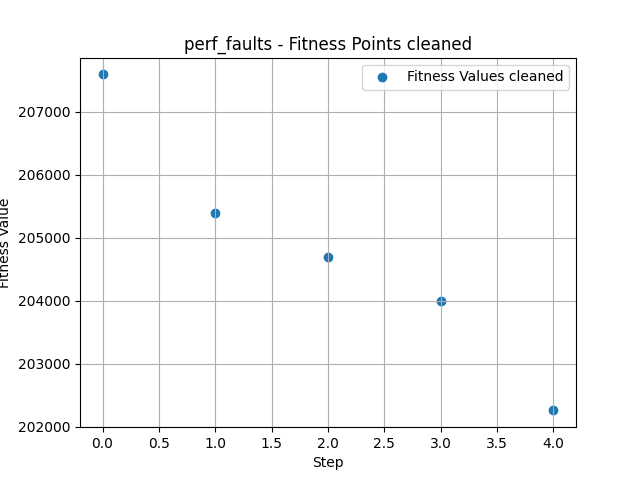 perf_faults - Fitness Points cleaned
Fitness Values cleaned
207000
206000
205000
204000
203000
202000
Fitness Value
0.0 0.5 1.0 1.5 2.0 2.5 3.0 3.5 4.0
Step